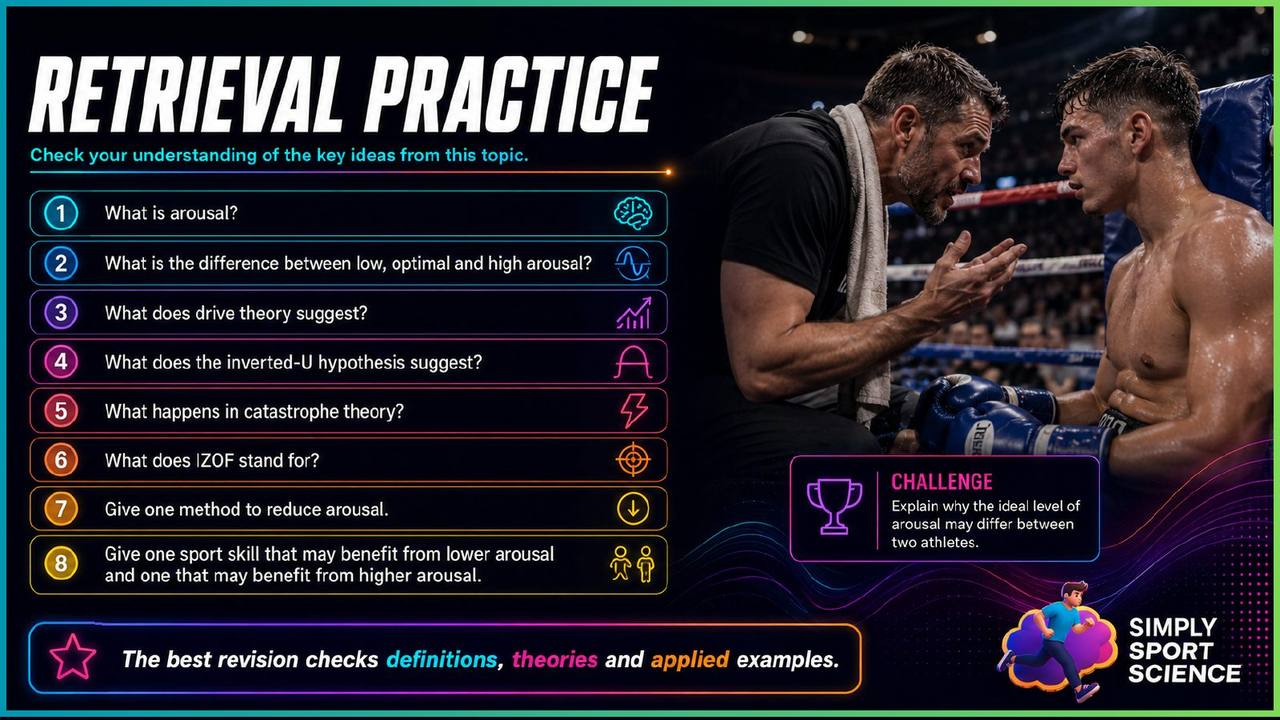 RETRIEVAL PRACTICE
Check your understanding of the key ideas from this topic.
1 What is arousal?
2 What is the difference between low, optimal and high arousal?
3 What does drive theory suggest?
4 What does the inverted-U hypothesis suggest?
5 What happens in catastrophe theory?
6 What does IZOF stand for?
7 Give one method to reduce arousal.
8 Give one sport skill that may benefit from lower arousal
and one that may benefit from higher arousal.
CHALLENGE
Explain why the ideal level of
arousal may differ between
two athletes.
The best revision checks definitions, theories and applied examples.
SIMPLY
SPORT
SCIENCE